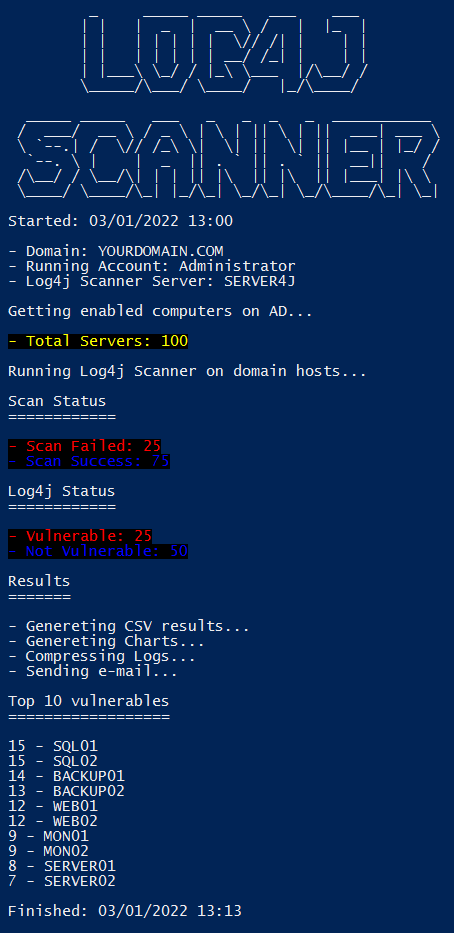 LOG4J
SCANNER
Started: 03/01/2022 13:00
- Domain: YOURDOMAIN.COM
- Running Account: Administrator
- Log4j Scanner Server: SERVER4J
Getting enabled computers on AD...
- Total Servers: 100
Running Log4j Scanner on domain hosts...
Scan Status
============
- Scan Failed: 25
- Scan Success: 75
Log4j Status
============
- Vulnerable: 25
- Not Vulnerable: 50
Results
=======
- Genereting CSV results...
- Genereting Charts...
- Compressing Logs...
- Sending e-mail...
Top 10 vulnerables
==================
15 - SQL01
15 - SQL02
14 - BACKUP01
13 - BACKUP02
12 - WEB01
12 - WEB02
9 - MON01
9 - MON02
8 - SERVER01
7 - SERVER02
Finished: 03/01/2022 13:13